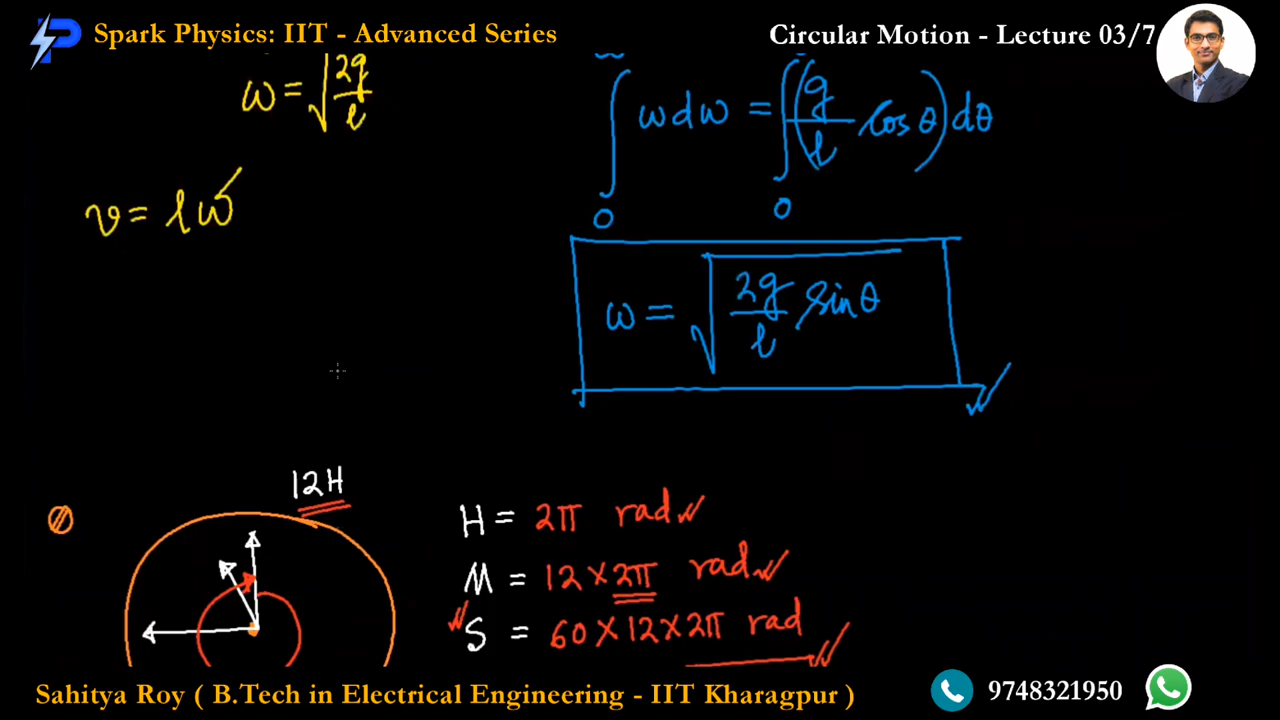 Spark Physics: IIT - Advanced Series
Circular Motion - Lecture 03/7
ω = √(2g/l)
∫₀ ω dω = ∫₀ (g/l cos θ) dθ
v = lω
ω = √(2g/l sin θ)
12H
H = 2π rad
M = 12 × 2π rad
S = 60 × 12 × 2π rad
Sahitya Roy ( B.Tech in Electrical Engineering - IIT Kharagpur )
9748321950